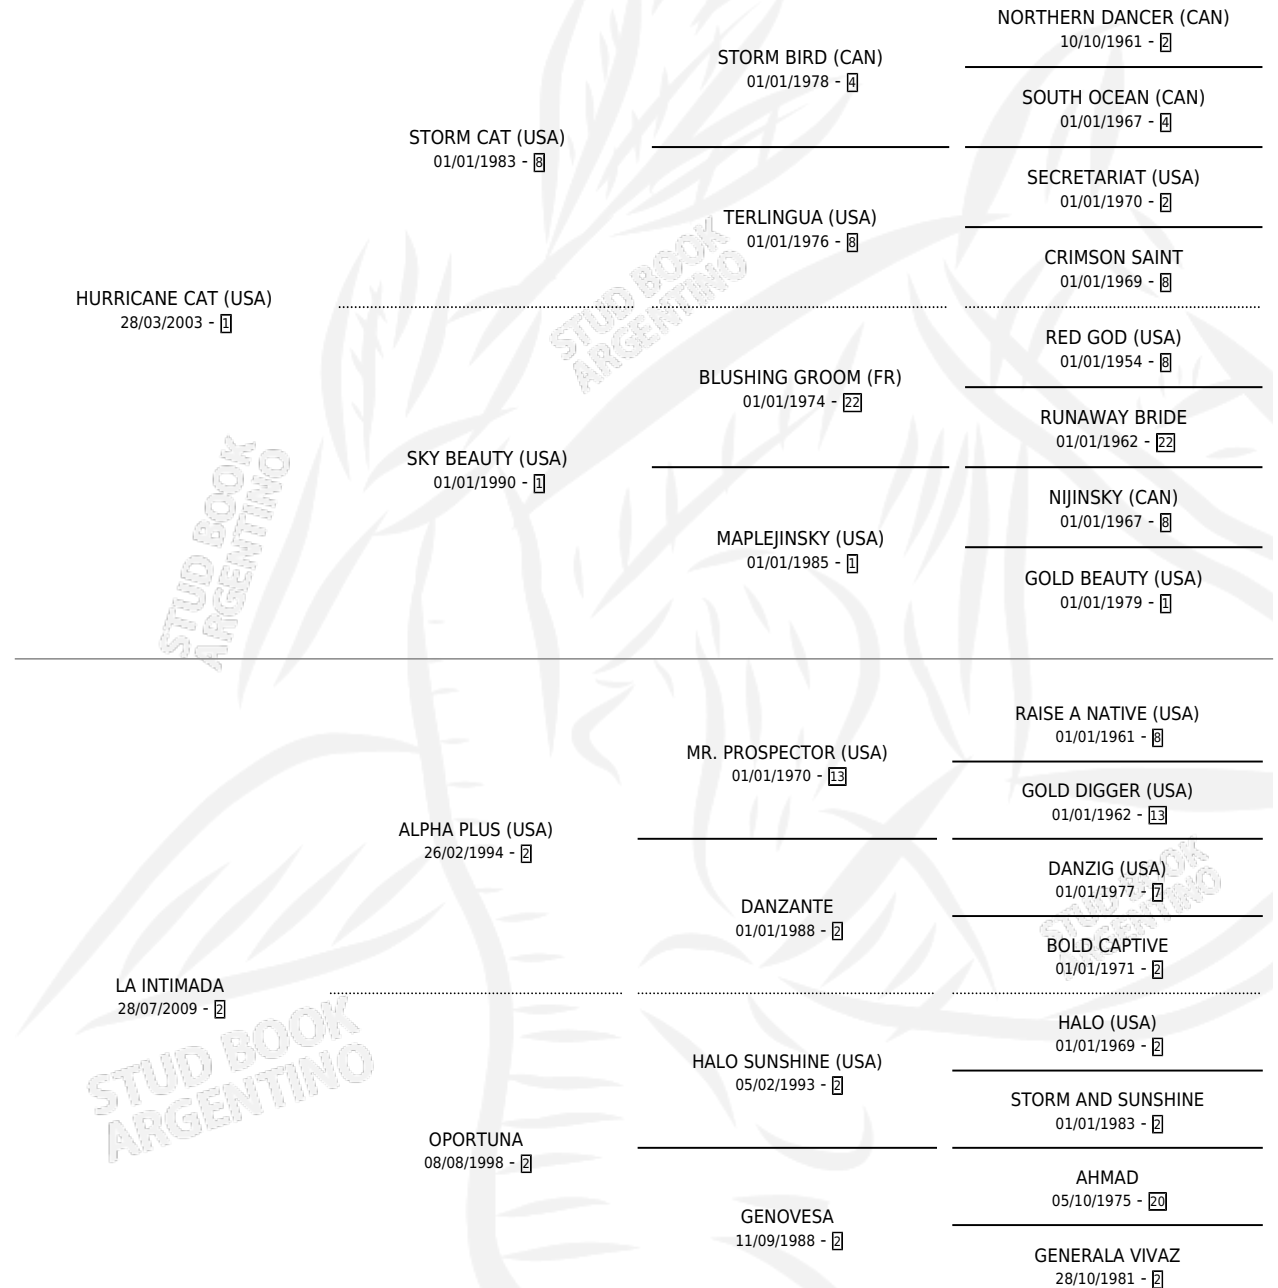 NORTHERN DANCER (CAN)
10/10/1961 - 2
STORM BIRD (CAN)
01/01/1978 - 4
SOUTH OCEAN (CAN)
01/01/1967 - 4
STORM CAT (USA)
01/01/1983 - 8
SECRETARIAT (USA)
01/01/1970 - 2
TERLINGUA (USA)
01/01/1976 - 8
CRIMSON SAINT
01/01/1969 - 8
HURRICANE CAT (USA)
28/03/2003 - 1
RED GOD (USA)
01/01/1954 - 8
BLUSHING GROOM (FR)
01/01/1974 - 22
RUNAWAY BRIDE
01/01/1962 - 22
SKY BEAUTY (USA)
01/01/1990 - 1
NIJINSKY (CAN)
01/01/1967 - 8
MAPLEJINSKY (USA)
01/01/1985 - 1
GOLD BEAUTY (USA)
01/01/1979 - 1
RAISE A NATIVE (USA)
01/01/1961 - 8
MR. PROSPECTOR (USA)
01/01/1970 - 13
GOLD DIGGER (USA)
01/01/1962 - 13
ALPHA PLUS (USA)
26/02/1994 - 2
DANZIG (USA)
01/01/1977 - 7
DANZANTE
01/01/1988 - 2
BOLD CAPTIVE
01/01/1971 - 2
LA INTIMADA
28/07/2009 - 2
HALO (USA)
01/01/1969 - 2
HALO SUNSHINE (USA)
05/02/1993 - 2
STORM AND SUNSHINE
01/01/1983 - 2
OPORTUNA
08/08/1998 - 2
AHMAD
05/10/1975 - 20
GENOVESA
11/09/1988 - 2
GENERALA VIVAZ
28/10/1981 - 2
STUD BOOK
ARGENTINO
STUD BOOK
ARGENTINO
STUD BOOK
ARGENTINO
STUD BOOK
ARGENTINO